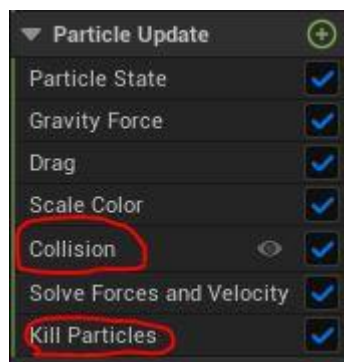 Particle Update
Particle State
Gravity Force
Drag
Scale Color
Collision
Solve Forces and Velocity
Kill Particles